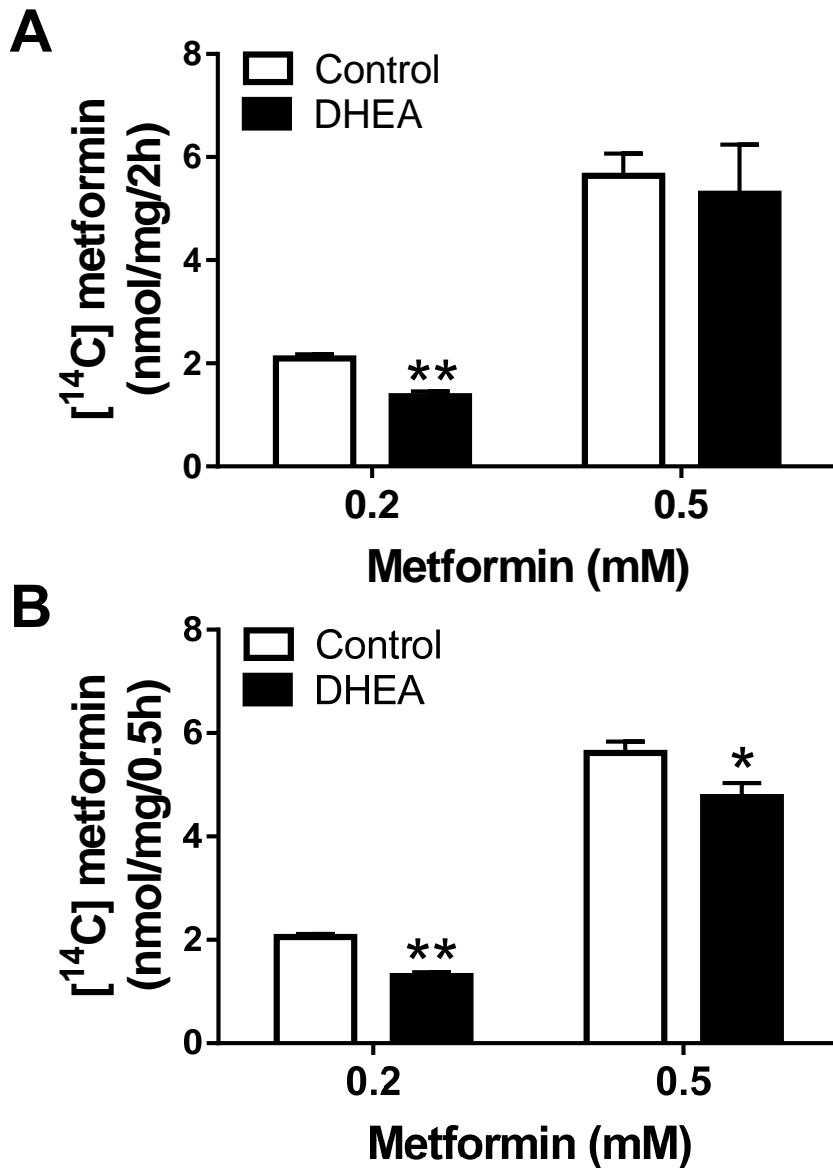 A
8
6
4
2
0
[¹⁴C] metformin
(nmol/mg/2h)
Control
DHEA
**
0.2
0.5
Metformin (mM)
B
8
6
4
2
0
[¹⁴C] metformin
(nmol/mg/0.5h)
Control
DHEA
**
*
0.2
0.5
Metformin (mM)